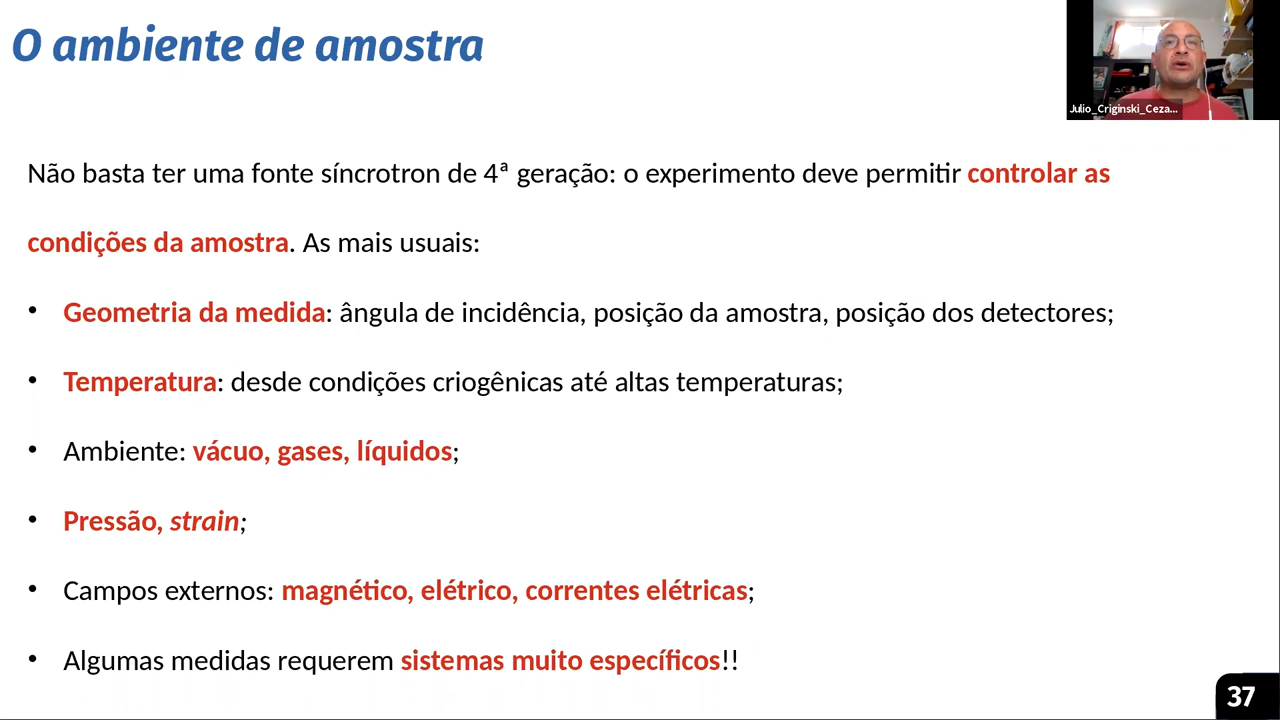 O ambiente de amostra
Julio_Criginski_Ceza...
Não basta ter uma fonte síncrotron de 4ª geração: o experimento deve permitir controlar as
condições da amostra. As mais usuais:
• Geometria da medida: ângula de incidência, posição da amostra, posição dos detectores;
• Temperatura: desde condições criogênicas até altas temperaturas;
• Ambiente: vácuo, gases, líquidos;
• Pressão, strain;
• Campos externos: magnético, elétrico, correntes elétricas;
• Algumas medidas requerem sistemas muito específicos!!
37